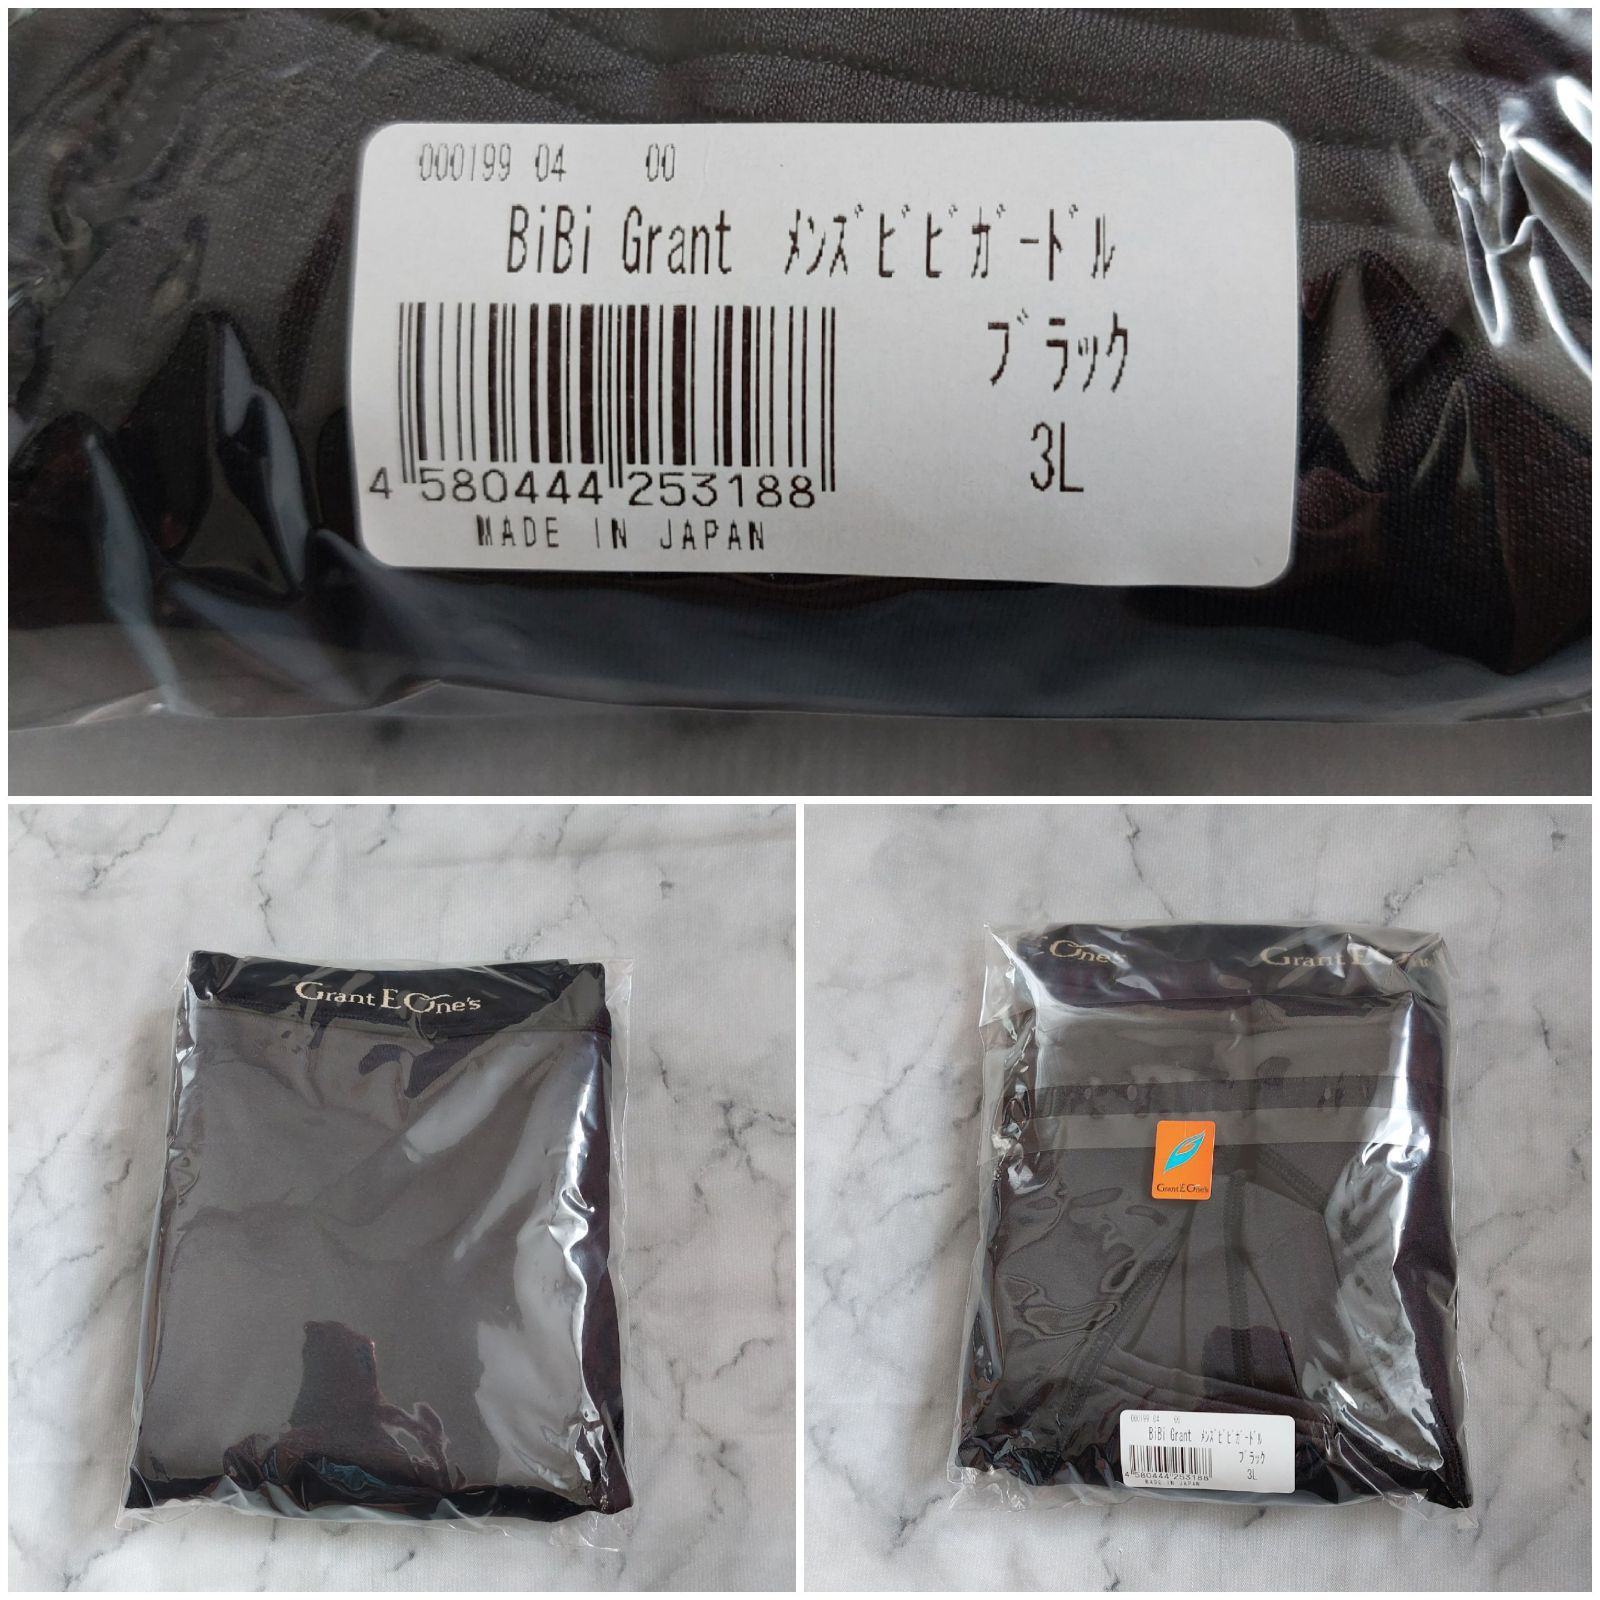 000199 04 00
BiBi Grant ﾒﾝｽﾞﾋﾞﾋﾞｶﾞｰﾄﾞﾙ
ﾌﾞﾗｯｸ
3L
4 580444 253188
MADE IN JAPAN
Grant E One's
One's
Grant E
Grant E One's
000199 04 00
BiBi Grant ﾒﾝｽﾞﾋﾞﾋﾞｶﾞｰﾄﾞﾙ
ﾌﾞﾗｯｸ
3L
4 580444 253188
MADE IN JAPAN